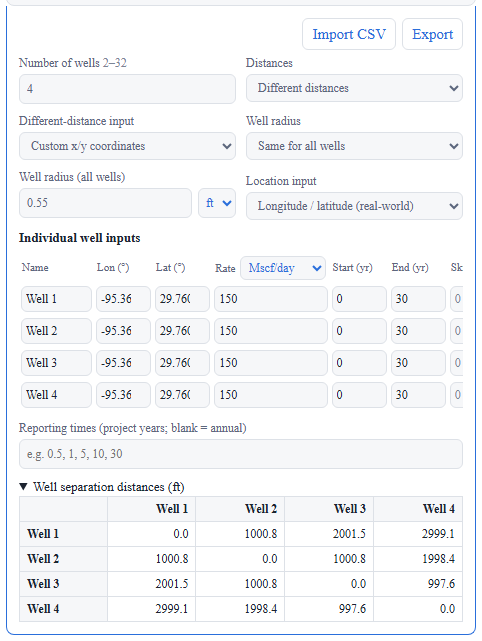 Import CSV Export
Number of wells 2–32 Distances
4 Different distances
Different-distance input Well radius
Custom x/y coordinates Same for all wells
Well radius (all wells) Location input
0.55 ft Longitude / latitude (real-world)
Individual well inputs
Name Lon (°) Lat (°) Rate Mscf/day Start (yr) End (yr) Sk
Well 1 -95.36 29.760 150 0 30 0
Well 2 -95.36 29.760 150 0 30 0
Well 3 -95.36 29.760 150 0 30 0
Well 4 -95.36 29.760 150 0 30 0
Reporting times (project years; blank = annual)
e.g. 0.5, 1, 5, 10, 30
▼ Well separation distances (ft)
Well 1 Well 2 Well 3 Well 4
Well 1 0.0 1000.8 2001.5 2999.1
Well 2 1000.8 0.0 1000.8 1998.4
Well 3 2001.5 1000.8 0.0 997.6
Well 4 2999.1 1998.4 997.6 0.0